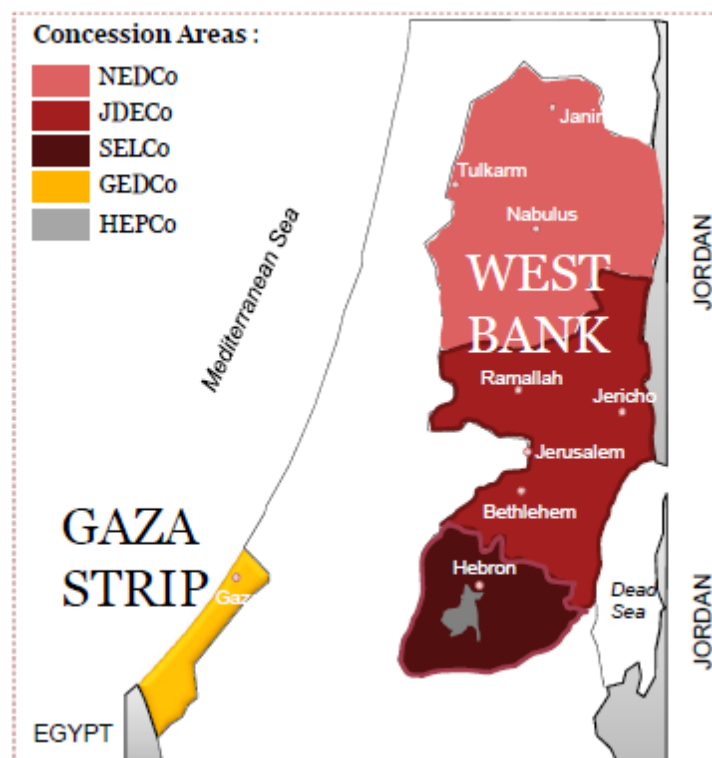 Concession Areas :
NEDCo
JDECo
SELCo
GEDCo
HEPCo
Mediterranean Sea
Janin
Tulkarm
Nabulus
WEST
BANK
JORDAN
Ramallah
Jericho
Jerusalem
Bethlehem
GAZA
STRIP
Gaz
Hebron
Dead
Sea
JORDAN
EGYPT